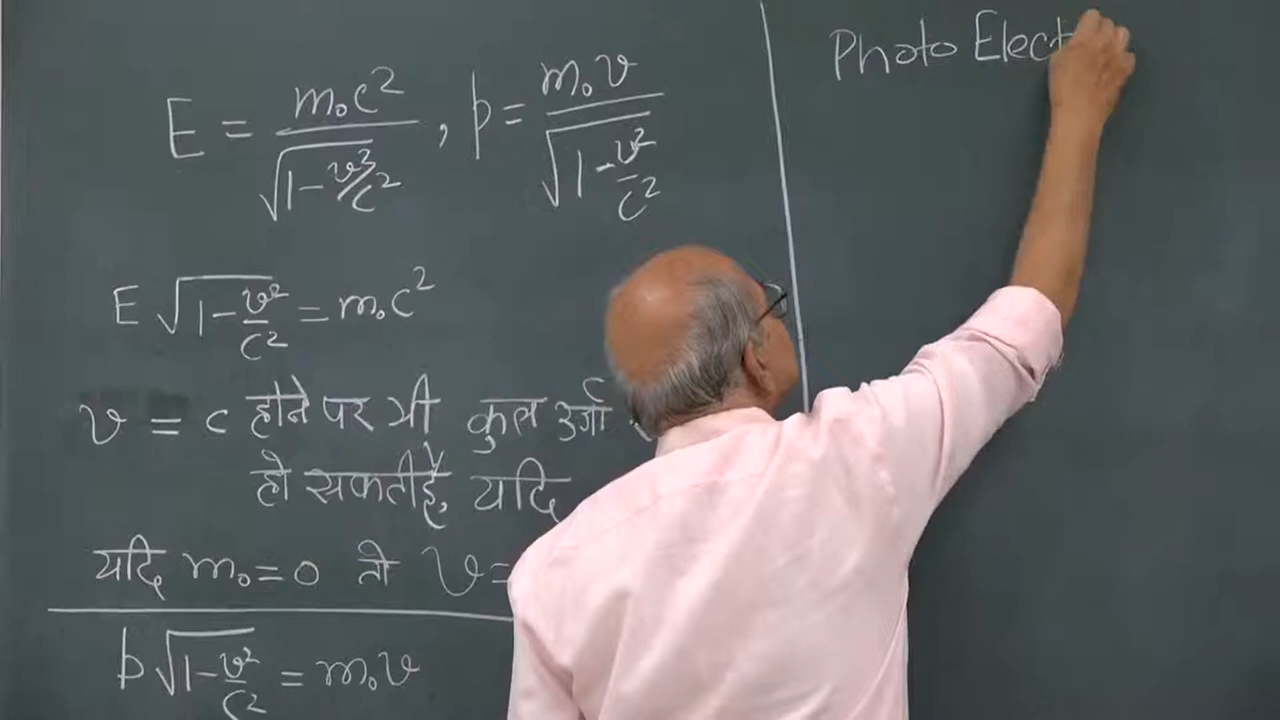 E = m₀c² / √(1-v²/c²) , p = m₀v / √(1-v²/c²)
E √(1-v²/c²) = m₀c²
v = c होने पर भी कुल उर्जा
हो सकती है, यदि
यदि m₀=0 तो v=
p √(1-v²/c²) = m₀v
Photo Elect